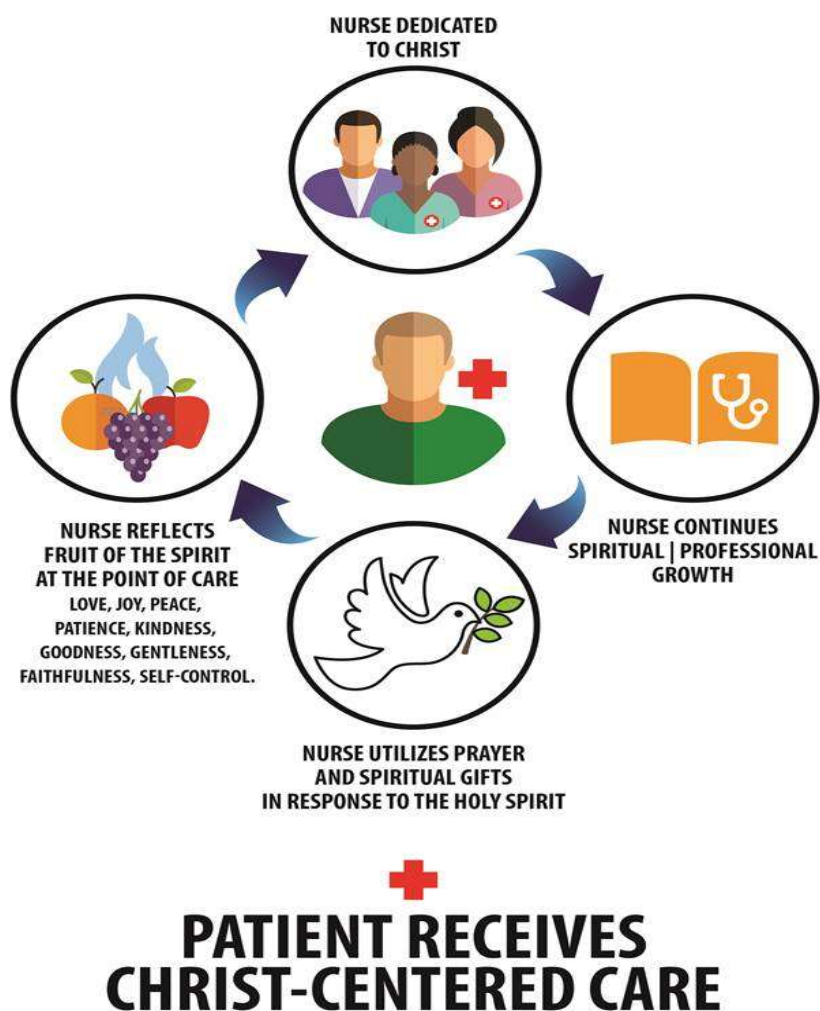 NURSE DEDICATED
TO CHRIST
NURSE CONTINUES
SPIRITUAL | PROFESSIONAL
GROWTH
NURSE UTILIZES PRAYER
AND SPIRITUAL GIFTS
IN RESPONSE TO THE HOLY SPIRIT
NURSE REFLECTS
FRUIT OF THE SPIRIT
AT THE POINT OF CARE
LOVE, JOY, PEACE,
PATIENCE, KINDNESS,
GOODNESS, GENTLENESS,
FAITHFULNESS, SELF-CONTROL.
PATIENT RECEIVES
CHRIST-CENTERED CARE